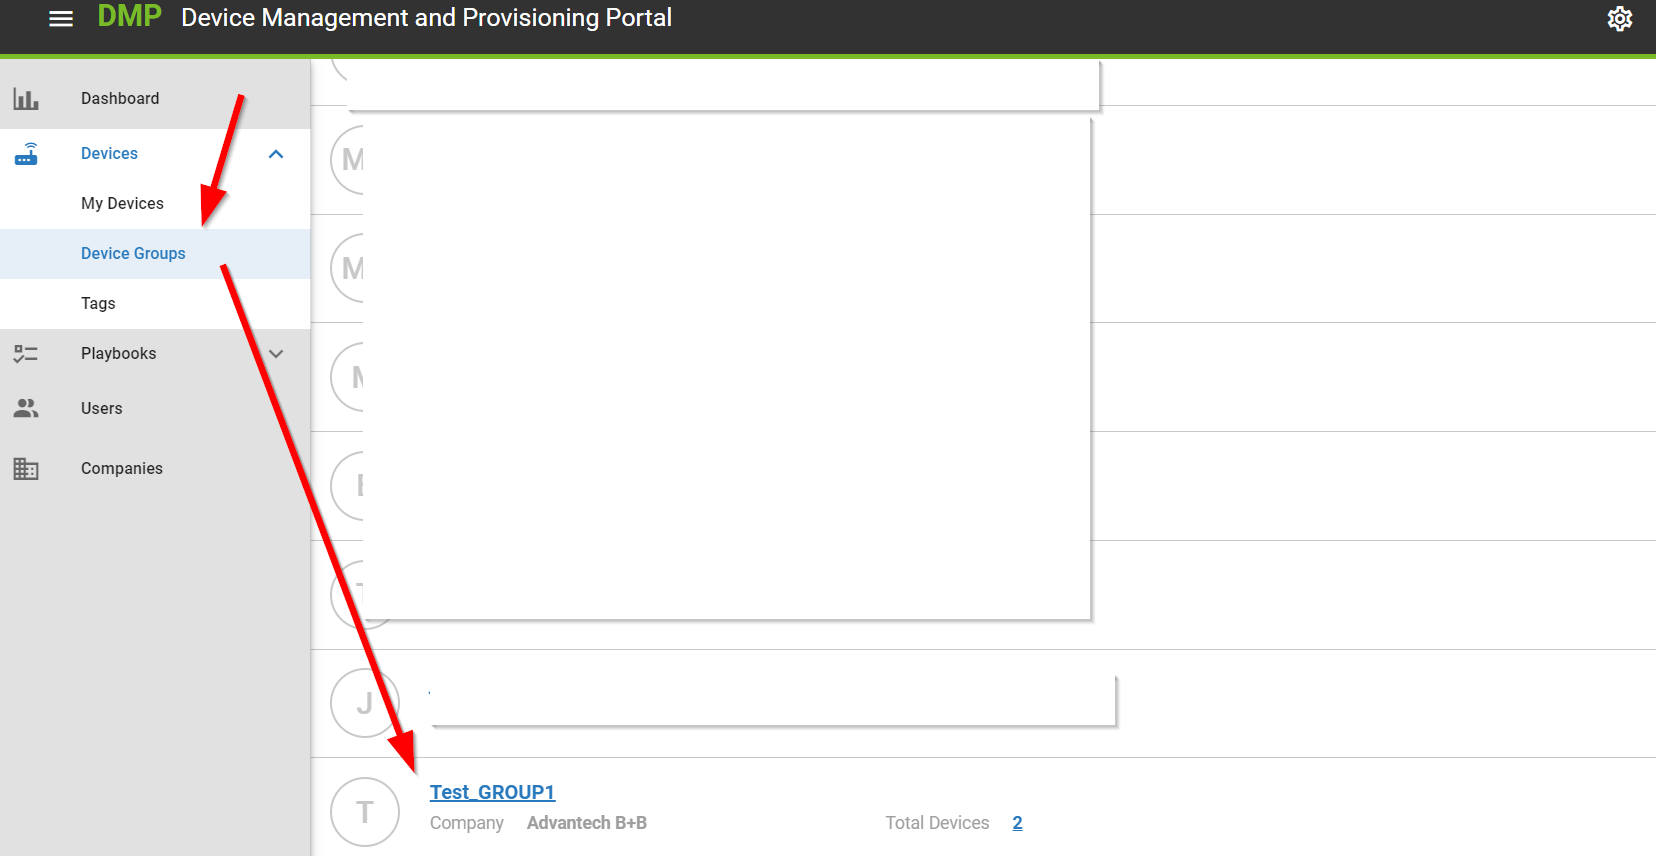 DMP Device Management and Provisioning Portal
Dashboard
Devices
My Devices
Device Groups
Tags
Playbooks
Users
Companies
M
M
J
T
Test_GROUP1
Company Advantech B+B
Total Devices 2